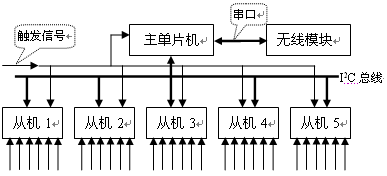 串口
触发信号
主单片机
无线模块
I²C 总线
从机 1
从机 2
从机 3
从机 4
从机 5